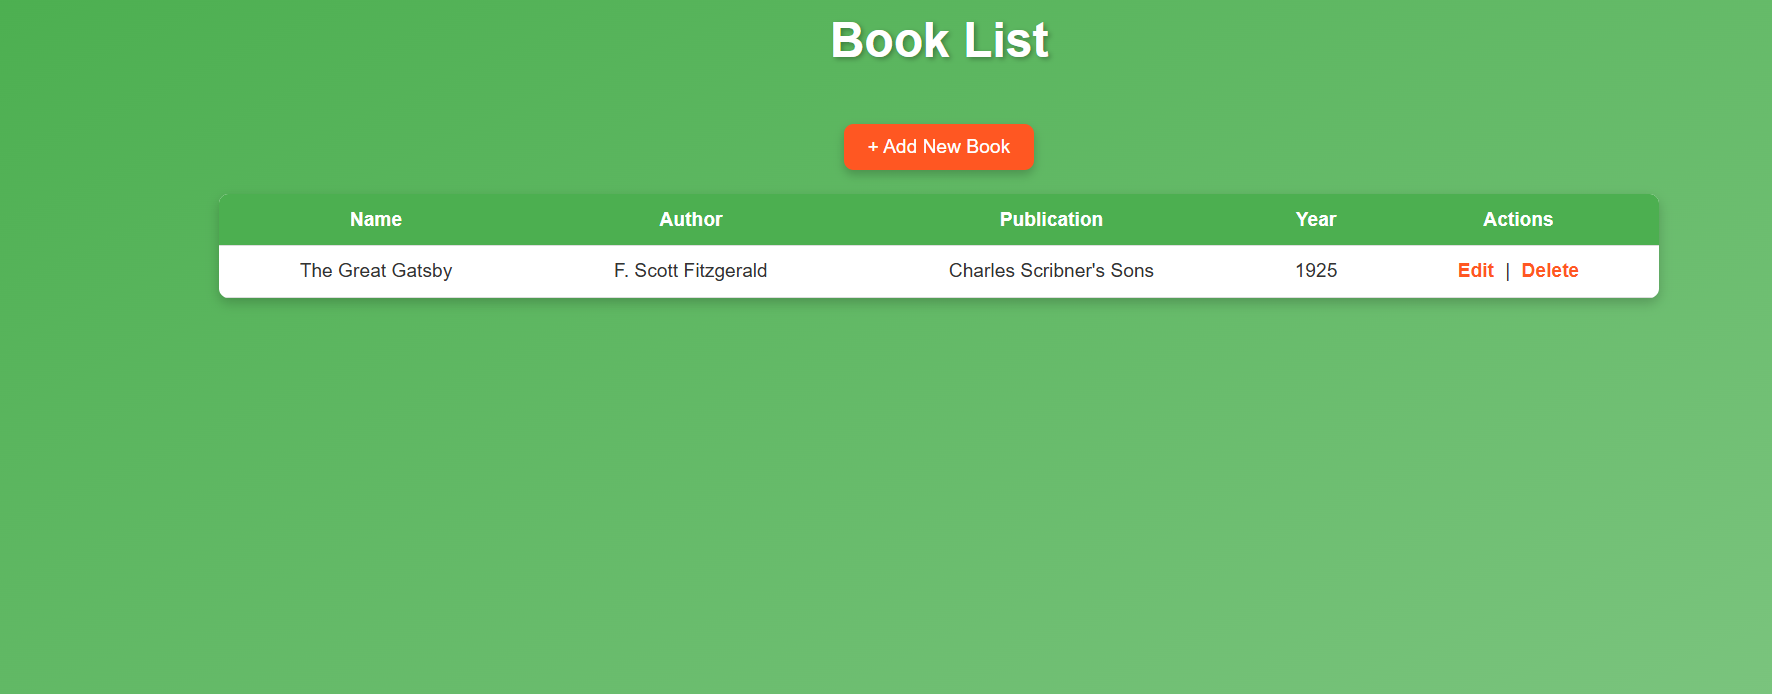 Book List
+ Add New Book
Name Author Publication Year Actions
The Great Gatsby F. Scott Fitzgerald Charles Scribner's Sons 1925 Edit | Delete